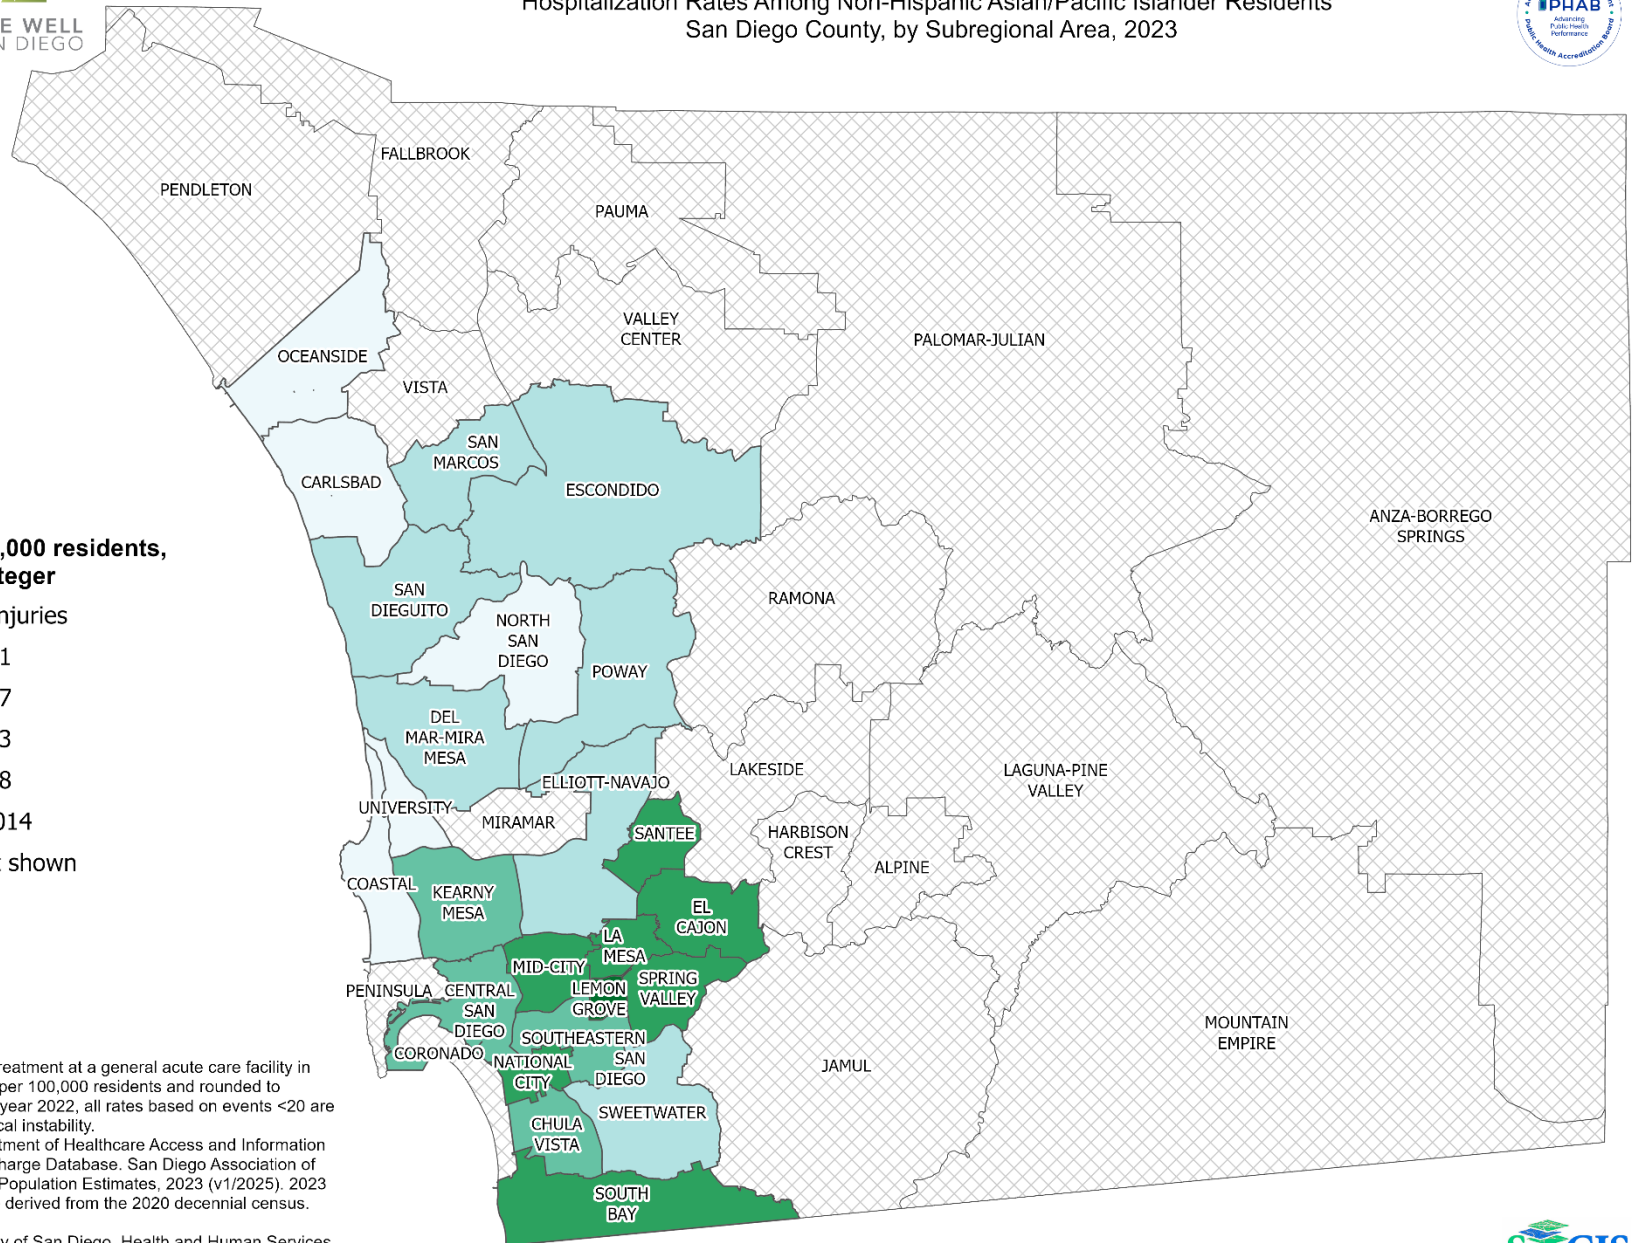 E WELL
N DIEGO
Hospitalization Rates Among Non-Hispanic Asian/Pacific Islander Residents
San Diego County, by Subregional Area, 2023
PHAB
Advancing
Public Health
Performance
Public Health Accreditation Board
FALLBROOK
PENDLETON
PAUMA
VALLEY
CENTER
PALOMAR-JULIAN
OCEANSIDE
VISTA
SAN
MARCOS
CARLSBAD
ESCONDIDO
ANZA-BORREGO
SPRINGS
,000 residents,
teger
njuries
1
7
3
8
014
t shown
SAN
DIEGUITO
NORTH
SAN
DIEGO
RAMONA
POWAY
DEL
MAR-MIRA
MESA
ELLIOTT-NAVAJO
LAKESIDE
LAGUNA-PINE
VALLEY
UNIVERSITY
MIRAMAR
SANTEE
HARBISON
CREST
ALPINE
COASTAL
KEARNY
MESA
EL
CAJON
LA
MESA
MID-CITY
SPRING
VALLEY
LEMON
GROVE
PENINSULA
CENTRAL
SAN
DIEGO
SOUTHEASTERN
SAN
DIEGO
CORONADO
NATIONAL
CITY
JAMUL
MOUNTAIN
EMPIRE
SWEETWATER
CHULA
VISTA
SOUTH
BAY
reatment at a general acute care facility in
per 100,000 residents and rounded to
year 2022, all rates based on events <20 are
cal instability.
tment of Healthcare Access and Information
harge Database. San Diego Association of
Population Estimates, 2023 (v1/2025). 2023
derived from the 2020 decennial census.
y of San Diego, Health and Human Services